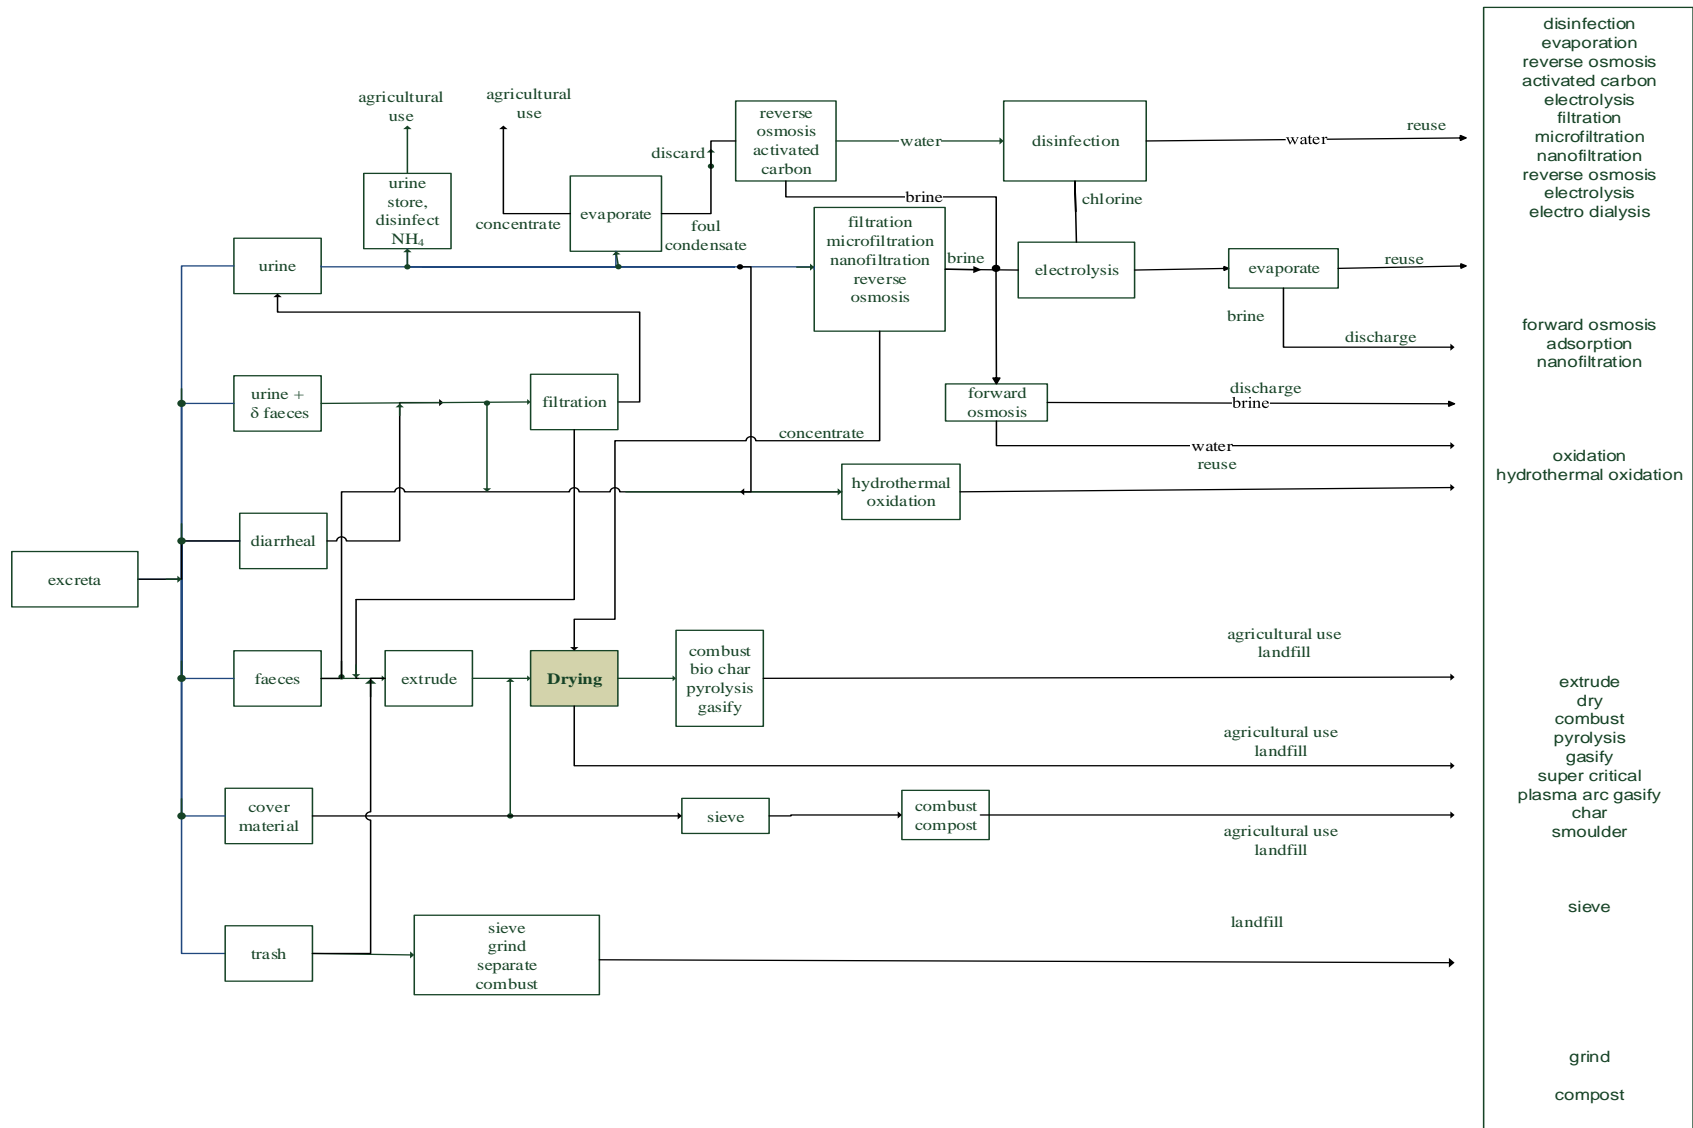 agricultural
use
agricultural
use
urine
store,
disinfect
NH₄
concentrate
evaporate
foul
condensate
discard
reverse
osmosis
activated
carbon
water
disinfection
water
reuse
brine
chlorine
urine
filtration
microfiltration
nanofiltration
reverse
osmosis
brine
electrolysis
evaporate
reuse
brine
discharge
urine +
δ faeces
filtration
concentrate
forward
osmosis
discharge
brine
water
reuse
hydrothermal
oxidation
diarrheal
excreta
faeces
extrude
Drying
combust
bio char
pyrolysis
gasify
agricultural use
landfill
agricultural use
landfill
cover
material
sieve
combust
compost
agricultural use
landfill
trash
sieve
grind
separate
combust
landfill
disinfection
evaporation
reverse osmosis
activated carbon
electrolysis
filtration
microfiltration
nanofiltration
reverse osmosis
electrolysis
electro dialysis
forward osmosis
adsorption
nanofiltration
oxidation
hydrothermal oxidation
extrude
dry
combust
pyrolysis
gasify
super critical
plasma arc gasify
char
smoulder
sieve
grind
compost